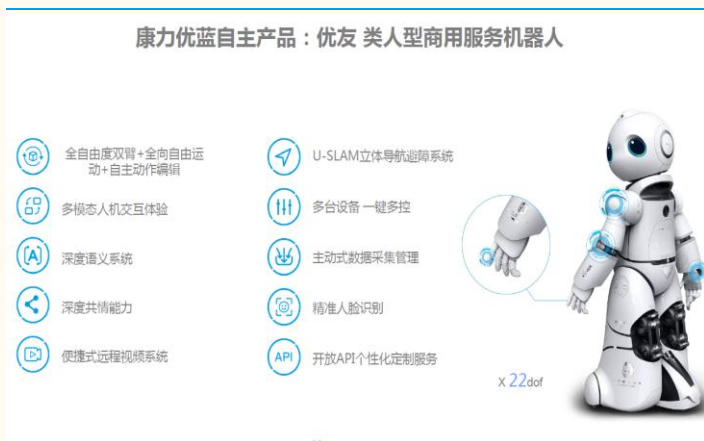 康力优蓝自主产品：优友 类人型商用服务机器人
全自由度双臂+全向自由运
动+自主动作编辑
多模态人机交互体验
深度语义系统
深度共情能力
便捷式远程视频系统
U-SLAM立体导航避障系统
多台设备 一键多控
主动式数据采集管理
精准人脸识别
API
开放API个性化定制服务
X 22dof